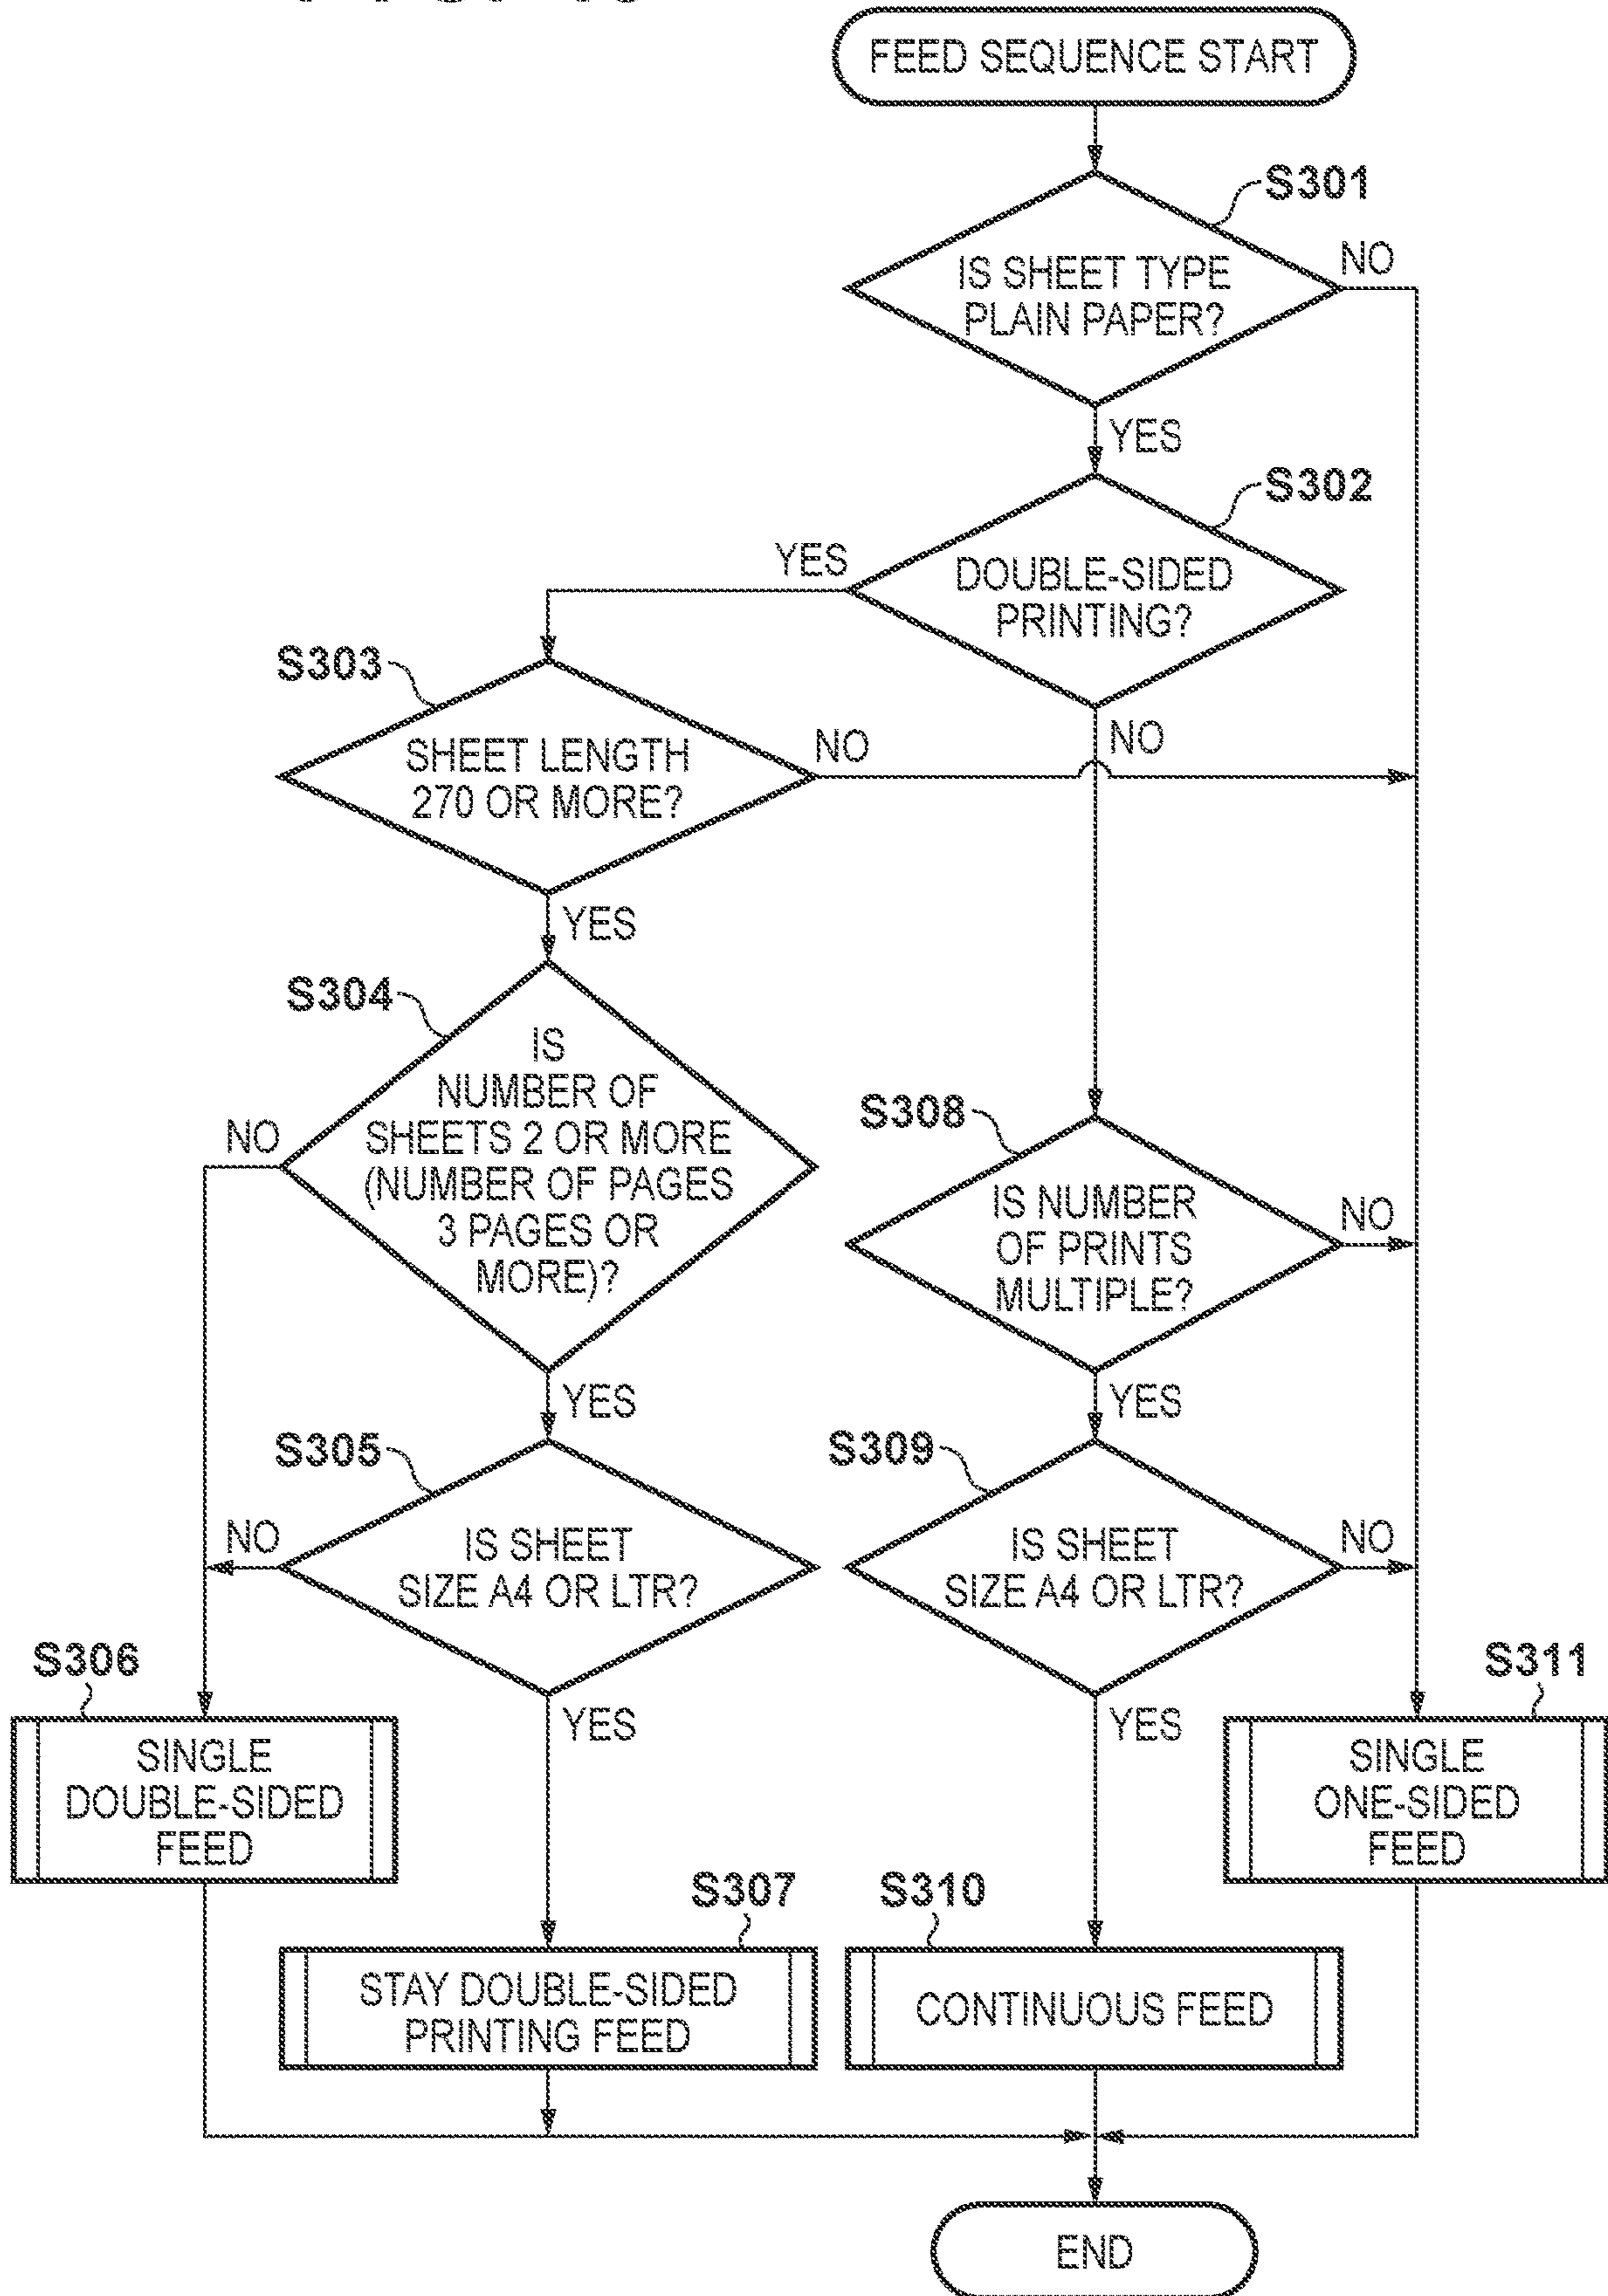 FEED SEQUENCE START
S301
IS SHEET TYPE
PLAIN PAPER?
NO
YES
S302
DOUBLE-SIDED
PRINTING?
YES
NO
S303
SHEET LENGTH
270 OR MORE?
NO
YES
S304
IS
NUMBER OF
SHEETS 2 OR MORE
(NUMBER OF PAGES
3 PAGES OR
MORE)?
NO
YES
S308
IS NUMBER
OF PRINTS
MULTIPLE?
NO
YES
S305
IS SHEET
SIZE A4 OR LTR?
NO
YES
S309
IS SHEET
SIZE A4 OR LTR?
NO
YES
S306
SINGLE
DOUBLE-SIDED
FEED
S311
SINGLE
ONE-SIDED
FEED
S307
STAY DOUBLE-SIDED
PRINTING FEED
S310
CONTINUOUS FEED
END